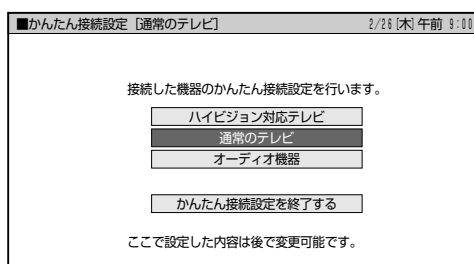 ■かんたん接続設定［通常のテレビ］ 2/26[木]午前 9:00
接続した機器のかんたん接続設定を行います。
ハイビジョン対応テレビ
通常のテレビ
オーディオ機器
かんたん接続設定を終了する
ここで設定した内容は後で変更可能です。